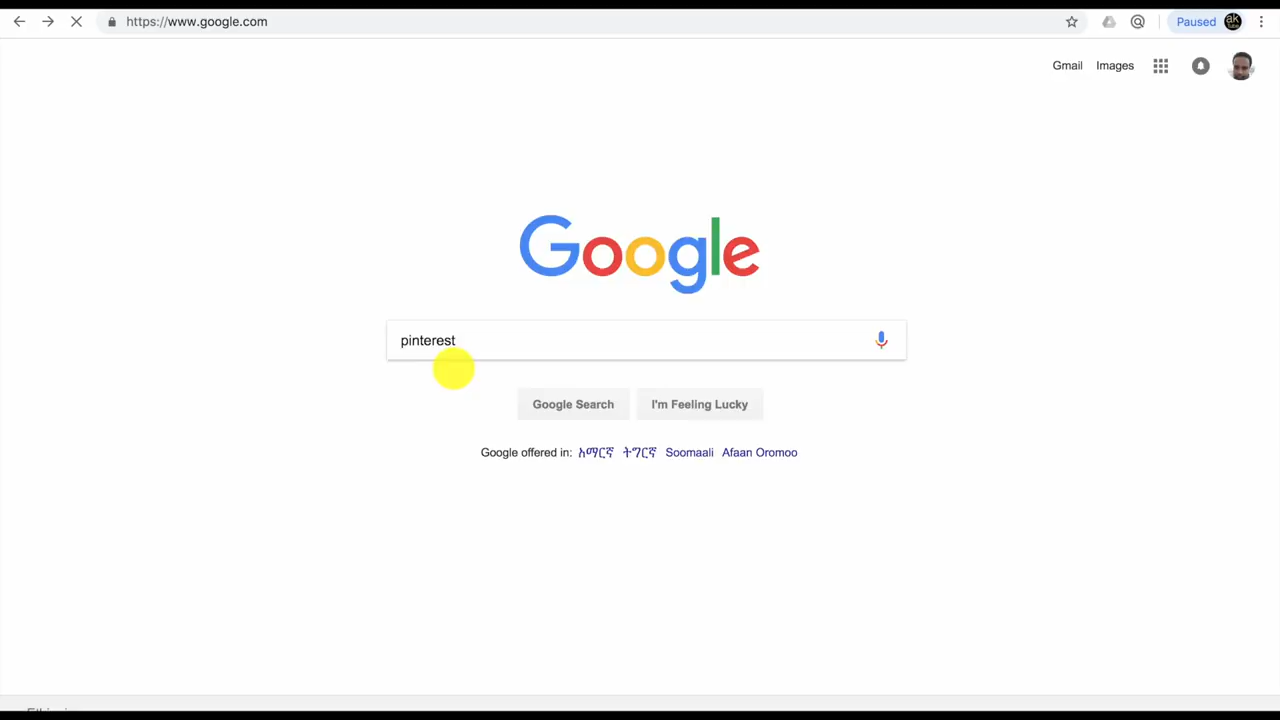 https://www.google.com
Paused
Gmail Images
Google
pinterest
Google Search I'm Feeling Lucky
Google offered in: አማርኛ ትግርኛ Soomaali Afaan Oromoo